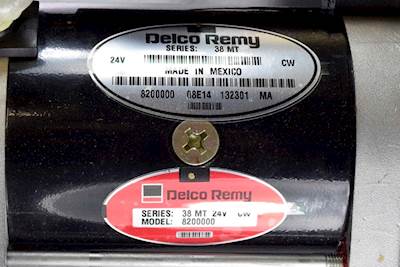 Delco Remy
SERIES: 38 MT
24V CW
MADE IN MEXICO
8200000 08E14 132301 MA
Delco Remy
SERIES: 38 MT 24V CW
MODEL: 8200000